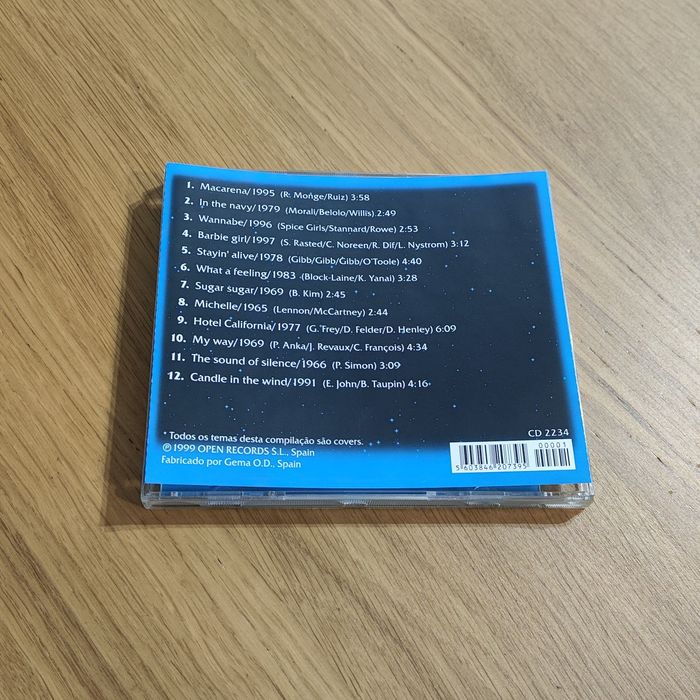 1. Macarena/1995 (R. Monge/Ruiz) 3:58
2. In the navy/1979 (Morali/Belolo/Willis) 2:49
3. Wannabe/1996 (Spice Girls/Stannard/Rowe) 2:53
4. Barbie girl/1997 (S. Rasted/C. Noreen/R. Dif/L. Nystrom) 3:12
5. Stayin' alive/1978 (Gibb/Gibb/Gibb/O'Toole) 4:40
6. What a feeling/1983 (Block-Laine/K. Yanai) 3:28
7. Sugar sugar/1969 (B. Kim) 2:45
8. Michelle/1965 (Lennon/McCartney) 2:44
9. Hotel California/1977 (G. Frey/D. Felder/D. Henley) 6:09
10. My way/1969 (P. Anka/J. Revaux/C. François) 4:34
11. The sound of silence/1966 (P. Simon) 3:09
12. Candle in the wind/1991 (E. John/B. Taupin) 4:16
* Todos os temas desta compilação são covers.
℗ 1999 OPEN RECORDS S.L., Spain
Fabricado por Gema O.D., Spain
CD 2234
00001
5 603846 207395